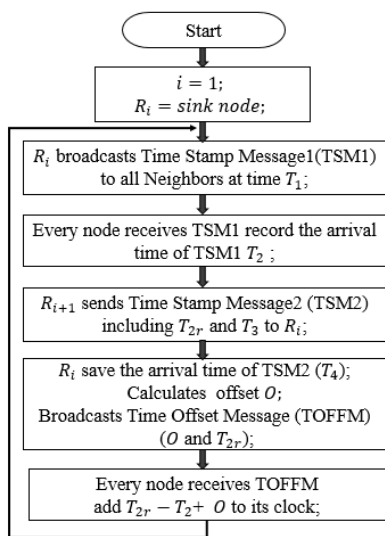 Start
i = 1;
R_i = sink node;
R_i broadcasts Time Stamp Message1(TSM1)
to all Neighbors at time T_1;
Every node receives TSM1 record the arrival
time of TSM1 T_2 ;
R_{i+1} sends Time Stamp Message2 (TSM2)
including T_{2r} and T_3 to R_i;
R_i save the arrival time of TSM2 (T_4);
Calculates offset O;
Broadcasts Time Offset Message (TOFFM)
(O and T_{2r});
Every node receives TOFFM
add T_{2r} − T_2+ O to its clock;